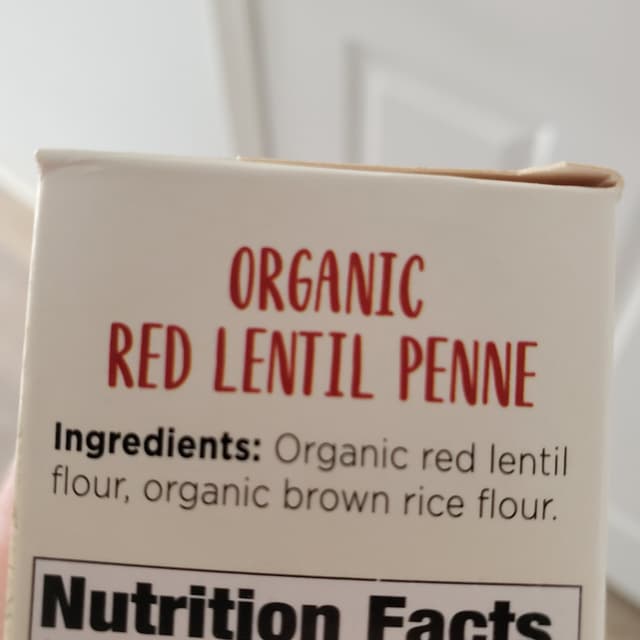 ORGANIC
RED LENTIL PENNE
Ingredients: Organic red lentil
flour, organic brown rice flour.
Nutrition Facts